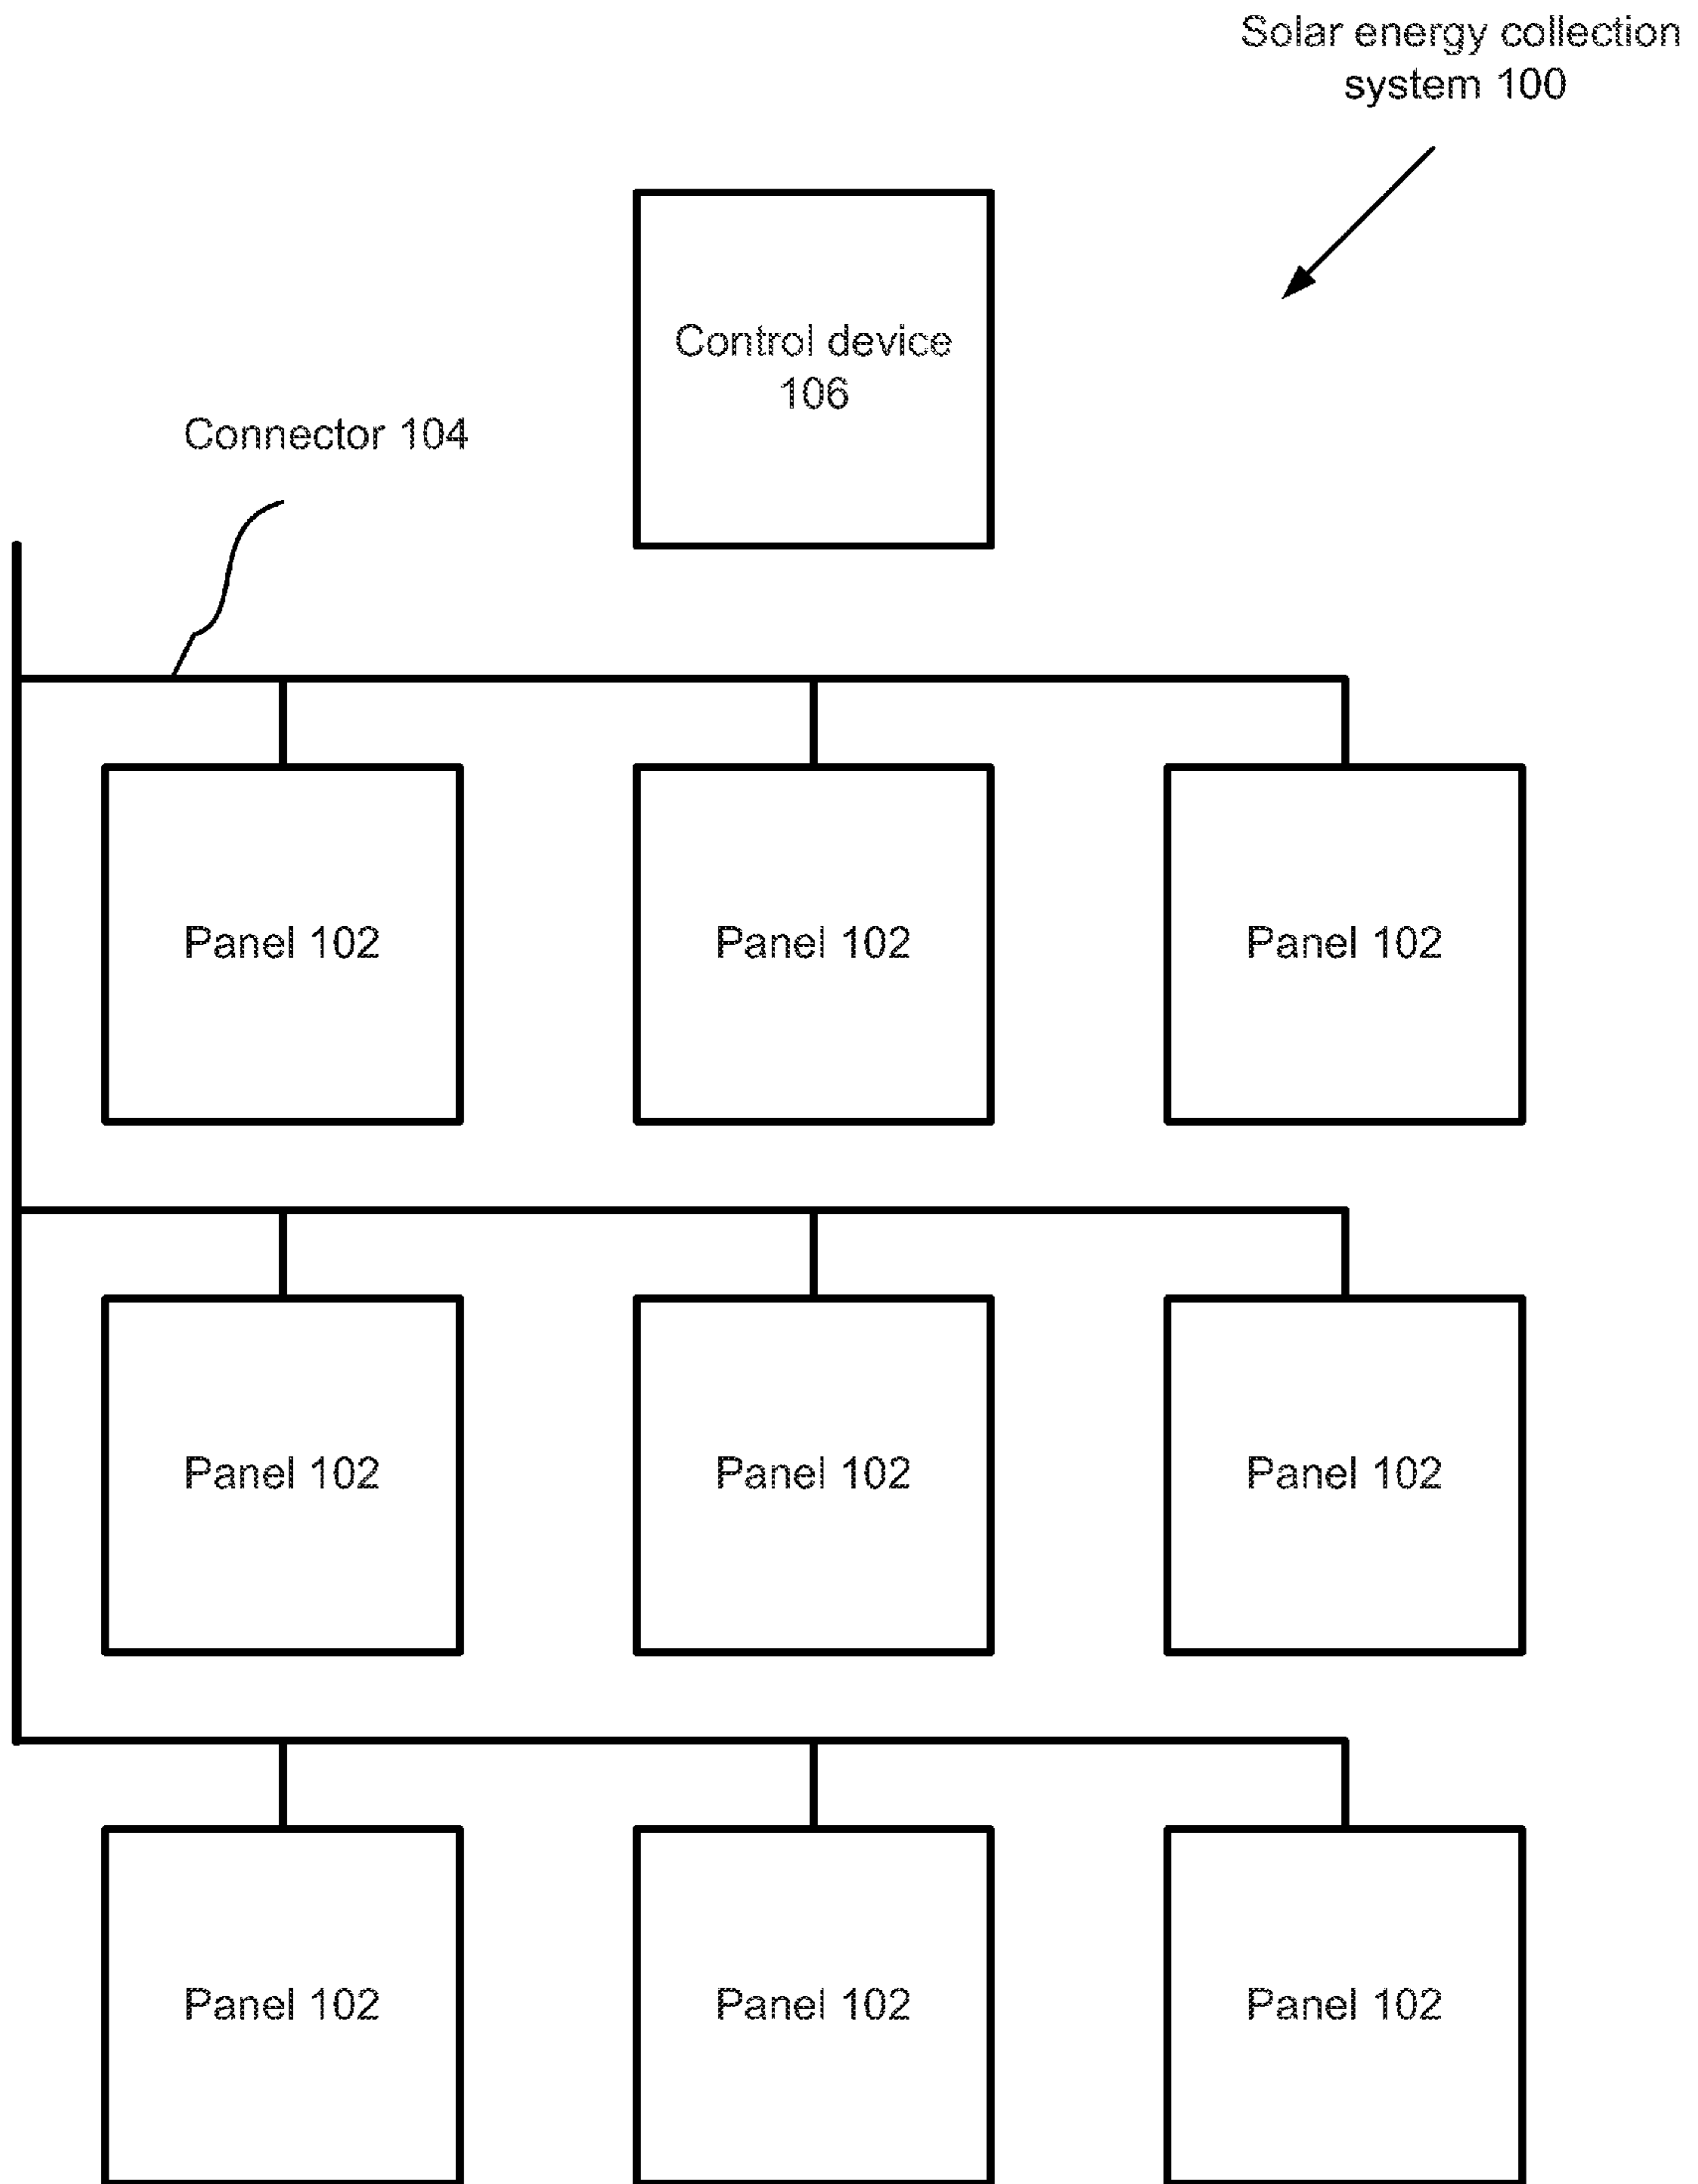 Solar energy collection
system 100
Control device
106
Connector 104
Panel 102
Panel 102
Panel 102
Panel 102
Panel 102
Panel 102
Panel 102
Panel 102
Panel 102